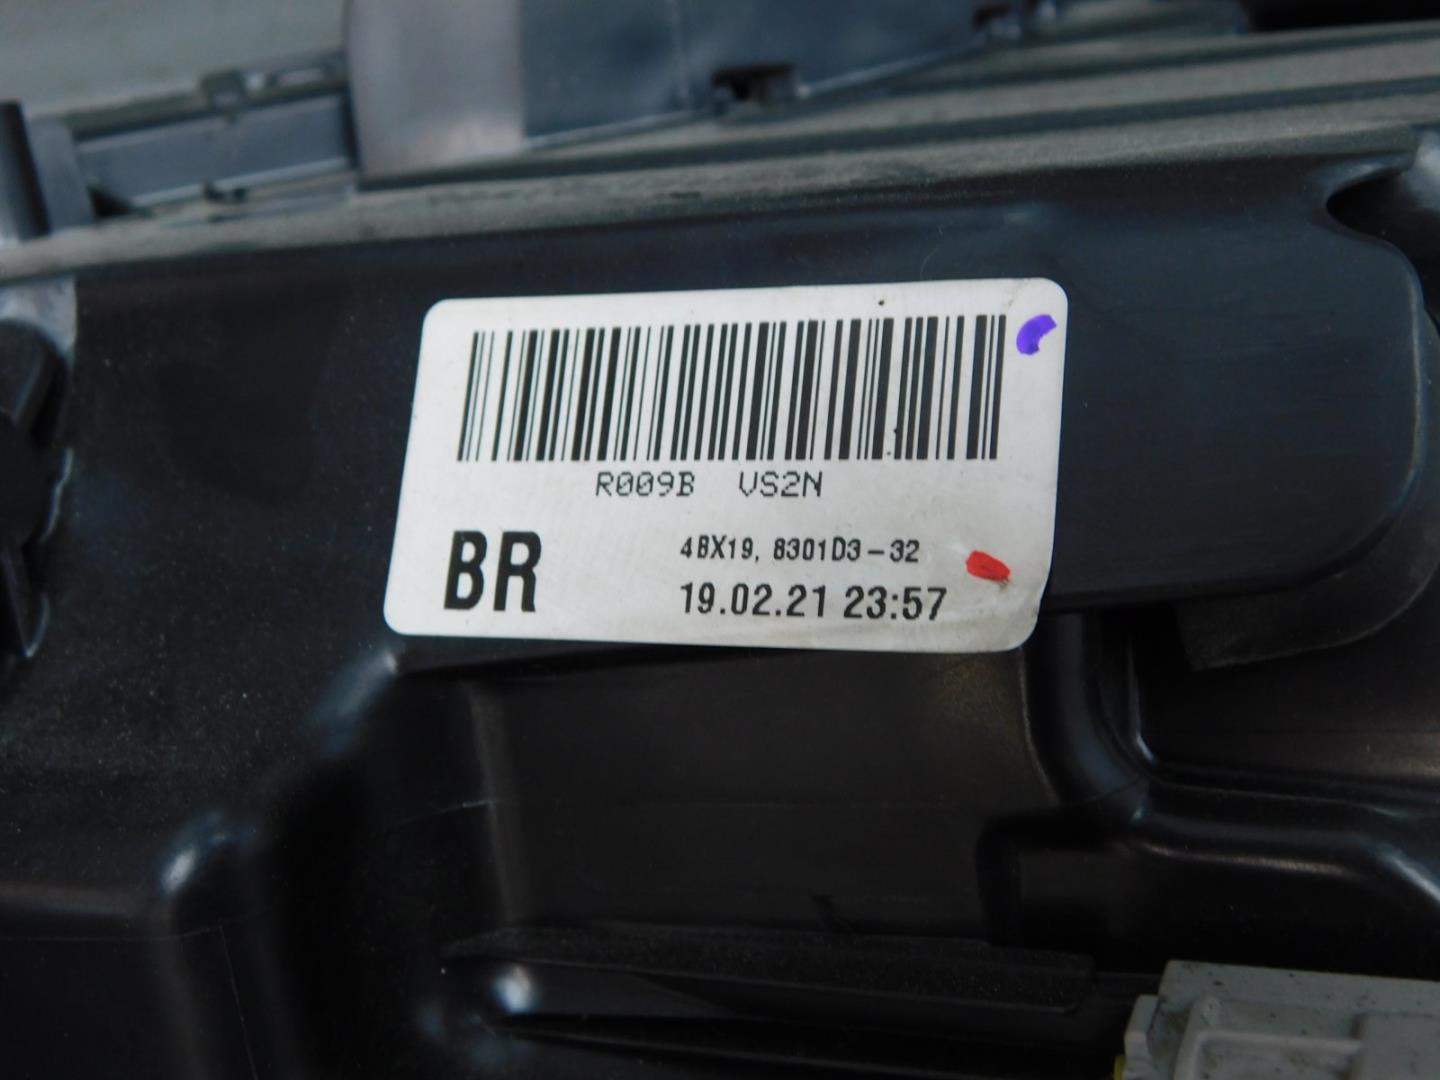 R009B VS2N
BR
4BX19, 8301D3-32
19.02.21 23:57